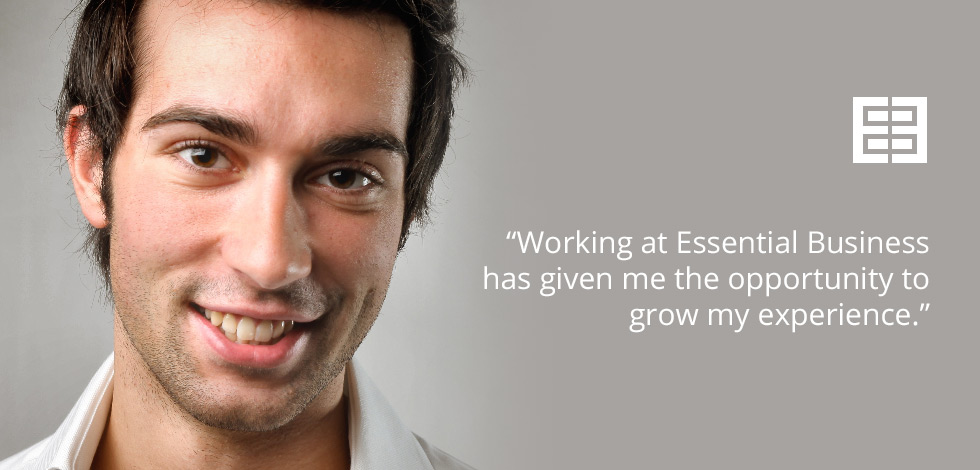 “Working at Essential Business
has given me the opportunity to
grow my experience.”